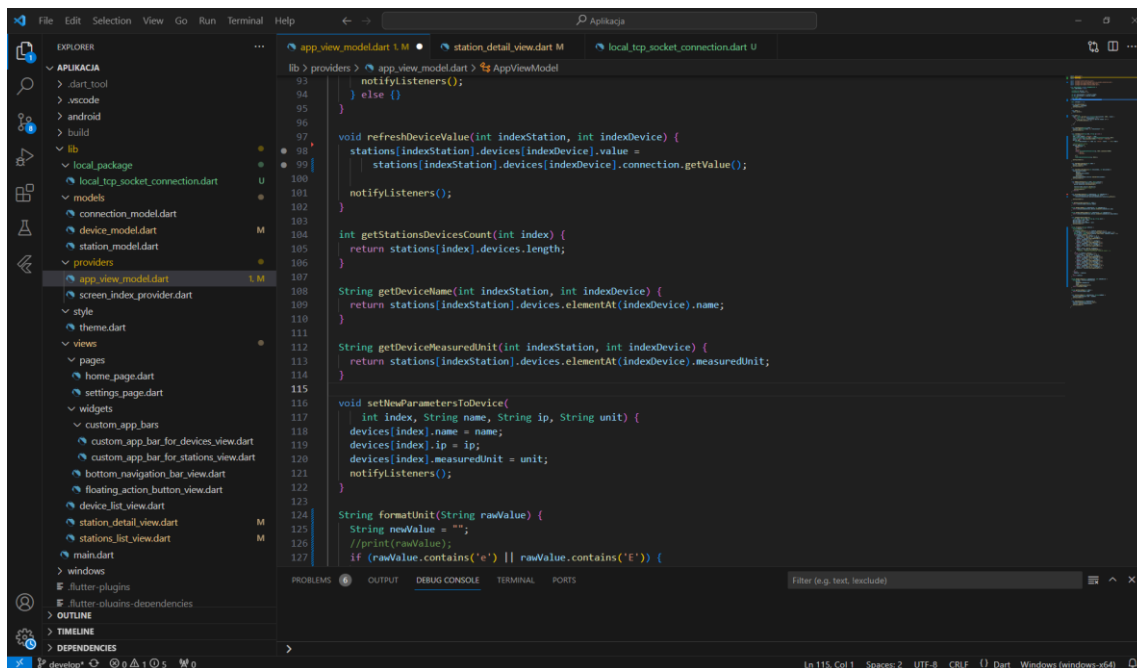 File Edit Selection View Go Run Terminal Help
Aplikacja
EXPLORER
APLIKACJA
.dart_tool
.vscode
android
build
lib
local_package
local_tcp_socket_connection.dart U
models
connection_model.dart
device_model.dart M
station_model.dart
providers
app_view_model.dart 1, M
screen_index_provider.dart
style
theme.dart
views
pages
home_page.dart
settings_page.dart
widgets
custom_app_bars
custom_app_bar_for_devices_view.dart
custom_app_bar_for_stations_view.dart
bottom_navigation_bar_view.dart
floating_action_button_view.dart
device_list_view.dart
station_detail_view.dart M
stations_list_view.dart M
main.dart
windows
.flutter-plugins
.flutter-plugins-dependencies
OUTLINE
TIMELINE
DEPENDENCIES
app_view_model.dart 1, M station_detail_view.dart M local_tcp_socket_connection.dart U
lib > providers > app_view_model.dart > AppViewModel
93 notifyListeners();
94 } else {}
95 }
96
97 void refreshDeviceValue(int indexStation, int indexDevice) {
98 stations[indexStation].devices[indexDevice].value =
99 stations[indexStation].devices[indexDevice].connection.getValue();
100
101 notifyListeners();
102 }
103
104 int getStationsDevicesCount(int index) {
105 return stations[index].devices.length;
106 }
107
108 String getDeviceName(int indexStation, int indexDevice) {
109 return stations[indexStation].devices.elementAt(indexDevice).name;
110 }
111
112 String getDeviceMeasuredUnit(int indexStation, int indexDevice) {
113 return stations[indexStation].devices.elementAt(indexDevice).measuredUnit;
114 }
115
116 void setNewParametersToDevice(
117 int index, String name, String ip, String unit) {
118 devices[index].name = name;
119 devices[index].ip = ip;
120 devices[index].measuredUnit = unit;
121 notifyListeners();
122 }
123
124 String formatUnit(String rawValue) {
125 String newValue = "";
126 //print(rawValue);
127 if (rawValue.contains('e') || rawValue.contains('E')) {
PROBLEMS 6 OUTPUT DEBUG CONSOLE TERMINAL PORTS
Filter (e.g. text, !exclude)
develop* 0 1 5 0
Ln 115, Col 1 Spaces: 2 UTF-8 CRLF {} Dart Windows (windows-x64)